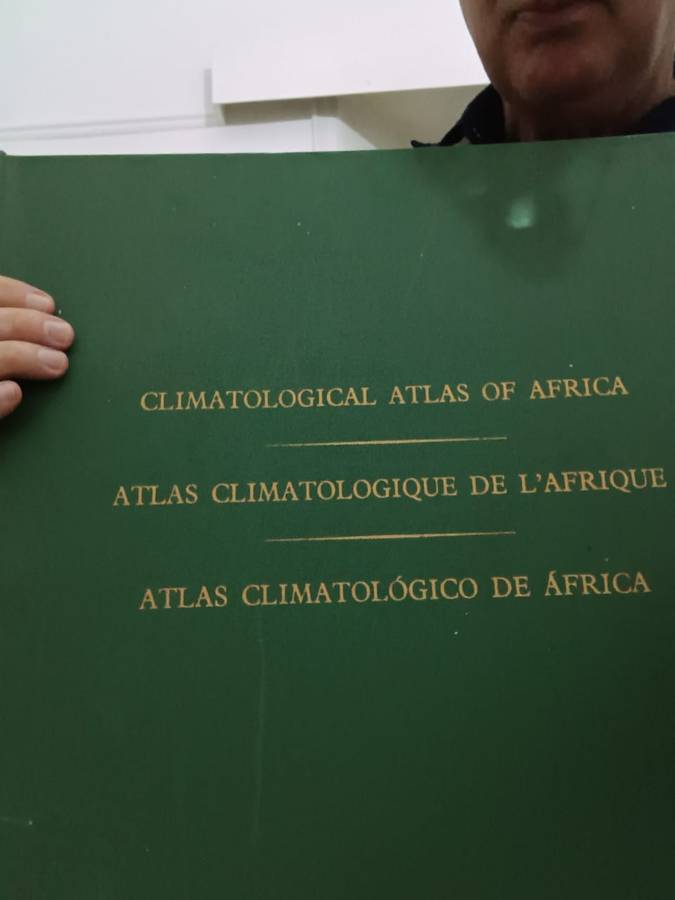 CLIMATOLOGICAL ATLAS OF AFRICA
ATLAS CLIMATOLOGIQUE DE L'AFRIQUE
ATLAS CLIMATOLÓGICO DE ÁFRICA